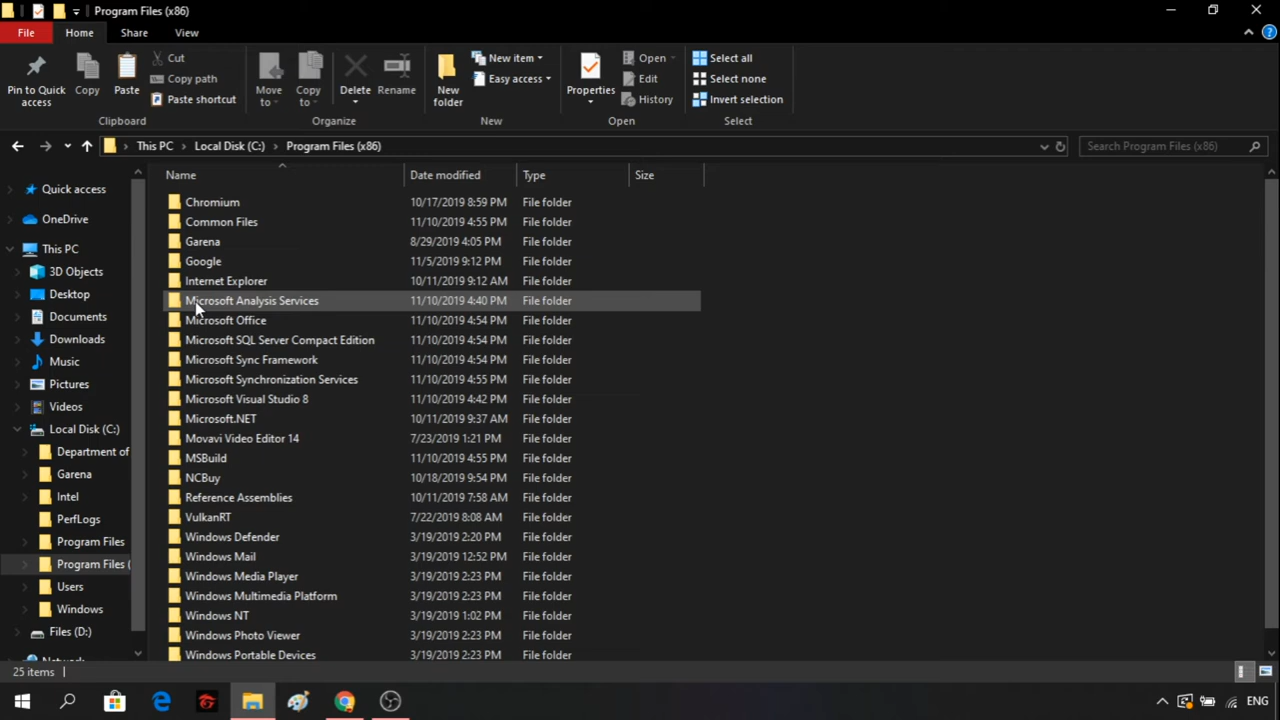 Program Files (x86)
File Home Share View
Pin to Quick access
Copy
Paste
Cut
Copy path
Paste shortcut
Clipboard
Move to
Copy to
Delete
Rename
Organize
New folder
New item
Easy access
New
Properties
Open
Edit
History
Open
Select all
Select none
Invert selection
Select
This PC Local Disk (C:) Program Files (x86)
Search Program Files (x86)
Quick access
OneDrive
This PC
3D Objects
Desktop
Documents
Downloads
Music
Pictures
Videos
Local Disk (C:)
Department of
Garena
Intel
PerfLogs
Program Files
Program Files (
Users
Windows
Files (D:)
Network
Name Date modified Type Size
Chromium 10/17/2019 8:59 PM File folder
Common Files 11/10/2019 4:55 PM File folder
Garena 8/29/2019 4:05 PM File folder
Google 11/5/2019 9:12 PM File folder
Internet Explorer 10/11/2019 9:12 AM File folder
Microsoft Analysis Services 11/10/2019 4:40 PM File folder
Microsoft Office 11/10/2019 4:54 PM File folder
Microsoft SQL Server Compact Edition 11/10/2019 4:54 PM File folder
Microsoft Sync Framework 11/10/2019 4:54 PM File folder
Microsoft Synchronization Services 11/10/2019 4:55 PM File folder
Microsoft Visual Studio 8 11/10/2019 4:42 PM File folder
Microsoft.NET 10/11/2019 9:37 AM File folder
Movavi Video Editor 14 7/23/2019 1:21 PM File folder
MSBuild 11/10/2019 4:55 PM File folder
NCBuy 10/18/2019 9:54 PM File folder
Reference Assemblies 10/11/2019 7:58 AM File folder
VulkanRT 7/22/2019 8:08 AM File folder
Windows Defender 3/19/2019 2:20 PM File folder
Windows Mail 3/19/2019 12:52 PM File folder
Windows Media Player 3/19/2019 2:23 PM File folder
Windows Multimedia Platform 3/19/2019 2:23 PM File folder
Windows NT 3/19/2019 1:02 PM File folder
Windows Photo Viewer 3/19/2019 2:23 PM File folder
Windows Portable Devices 3/19/2019 2:23 PM File folder
25 items
ENG